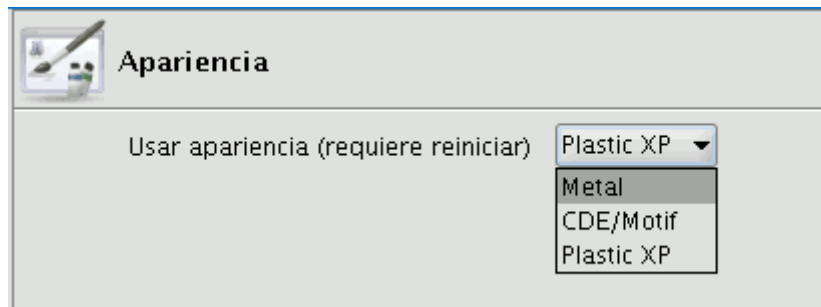 Apariencia
Usar apariencia (requiere reiniciar) Plastic XP
Metal
CDE/Motif
Plastic XP